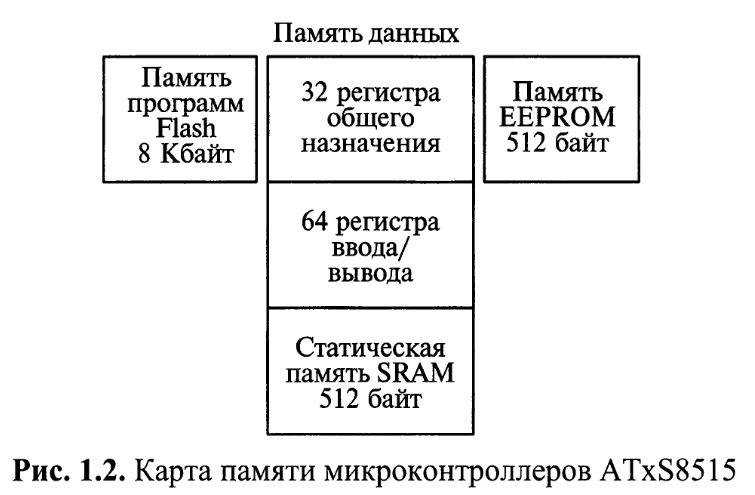 Память данных
Память
программ
Flash
8 Кбайт
32 регистра
общего
назначения
Память
EEPROM
512 байт
64 регистра
ввода/
вывода
Статическая
память SRAM
512 байт
Рис. 1.2. Карта памяти микроконтроллеров ATxS8515